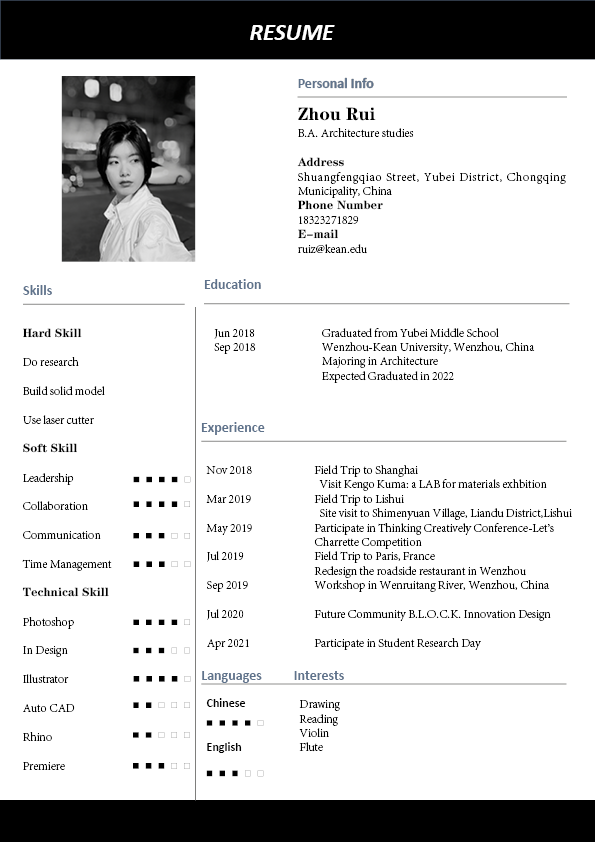 RESUME
Personal Info
Zhou Rui
B.A. Architecture studies
Address
Shuangfengqiao Street, Yubei District, Chongqing
Municipality, China
Phone Number
18323271829
E-mail
ruiz@kean.edu
Skills
Hard Skill
Do research
Build solid model
Use laser cutter
Soft Skill
Leadership
Collaboration
Communication
Time Management
Technical Skill
Photoshop
In Design
Illustrator
Auto CAD
Rhino
Premiere
Education
Jun 2018 Graduated from Yubei Middle School
Sep 2018 Wenzhou-Kean University, Wenzhou, China
Majoring in Architecture
Expected Graduated in 2022
Experience
Nov 2018 Field Trip to Shanghai
Visit Kengo Kuma: a LAB for materials exhbition
Mar 2019 Field Trip to Lishui
Site visit to Shimenyuan Village, Liandu District,Lishui
May 2019 Participate in Thinking Creatively Conference-Let's
Charrette Competition
Jul 2019 Field Trip to Paris, France
Redesign the roadside restaurant in Wenzhou
Sep 2019 Workshop in Wenruitang River, Wenzhou, China
Jul 2020 Future Community B.L.O.C.K. Innovation Design
Apr 2021 Participate in Student Research Day
Languages
Chinese
English
Interests
Drawing
Reading
Violin
Flute